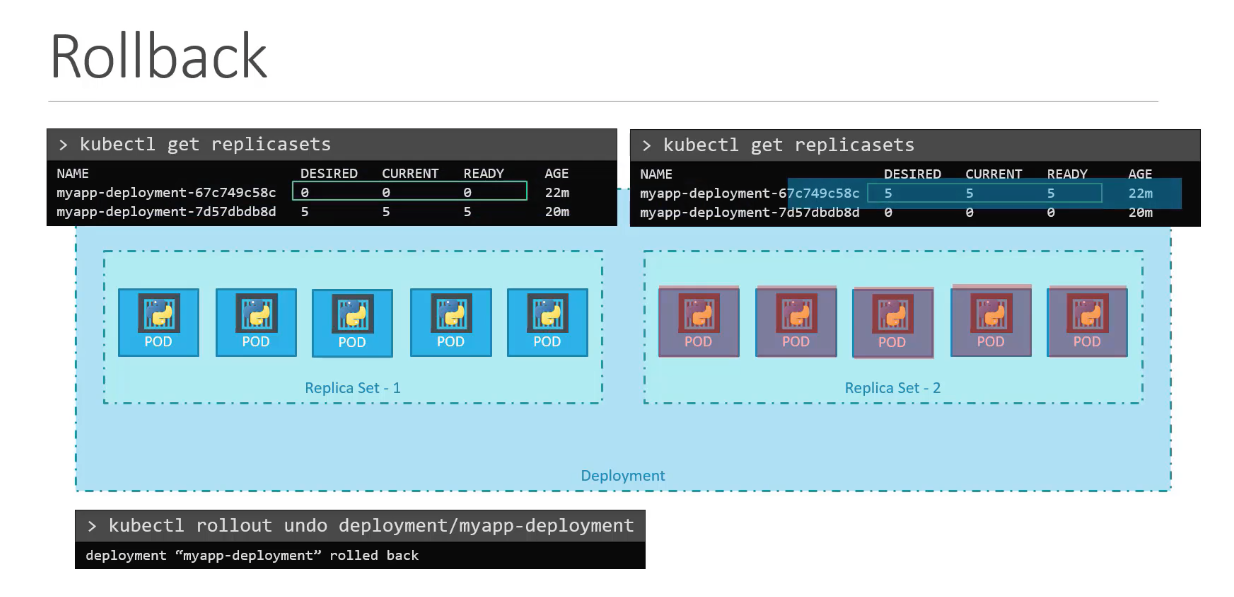 Rollback
> kubectl get replicasets
NAME DESIRED CURRENT READY AGE
myapp-deployment-67c749c58c 0 0 0 22m
myapp-deployment-7d57dbdb8d 5 5 5 20m
> kubectl get replicasets
NAME DESIRED CURRENT READY AGE
myapp-deployment-67c749c58c 5 5 5 22m
myapp-deployment-7d57dbdb8d 0 0 0 20m
POD POD POD POD POD
Replica Set - 1
POD POD POD POD POD
Replica Set - 2
Deployment
> kubectl rollout undo deployment/myapp-deployment
deployment “myapp-deployment” rolled back